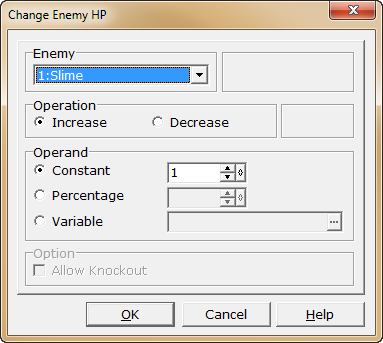 Change Enemy HP
Enemy
1:Slime
Operation
Increase Decrease
Operand
Constant 1
Percentage
Variable ...
Option
Allow Knockout
OK Cancel Help